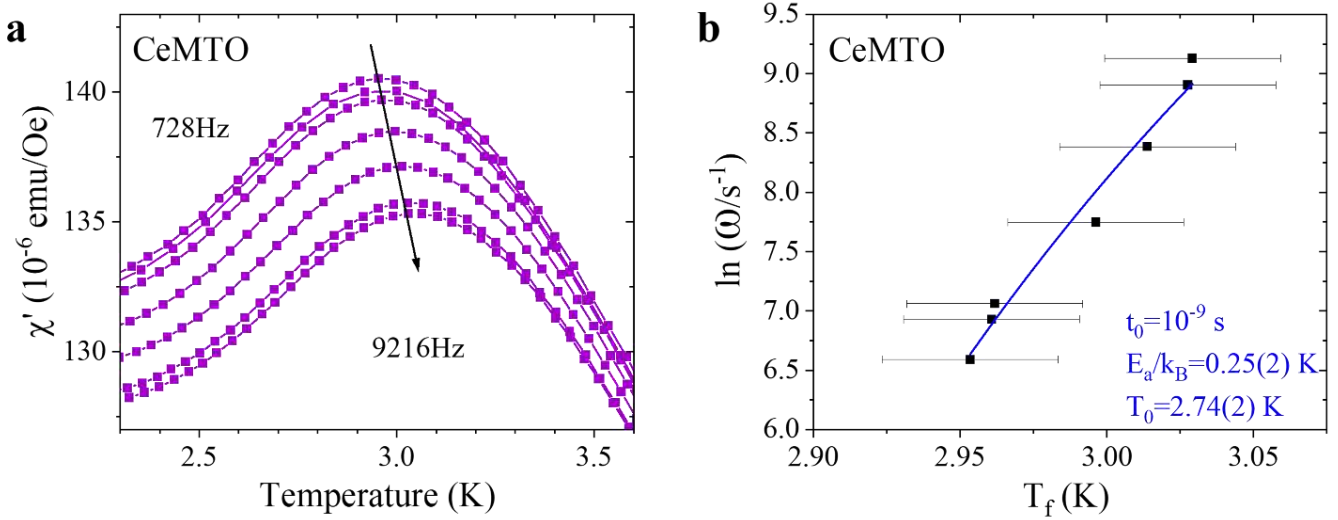 a
CeMTO
728Hz
9216Hz
140
135
130
χ' (10⁻⁶ emu/Oe)
2.5 3.0 3.5
Temperature (K)
b
CeMTO
9.5
9.0
8.5
8.0
7.5
7.0
6.5
6.0
ln (ω/s⁻¹)
t₀=10⁻⁹ s
Eₐ/k_B=0.25(2) K
T₀=2.74(2) K
2.90 2.95 3.00 3.05
T_f (K)